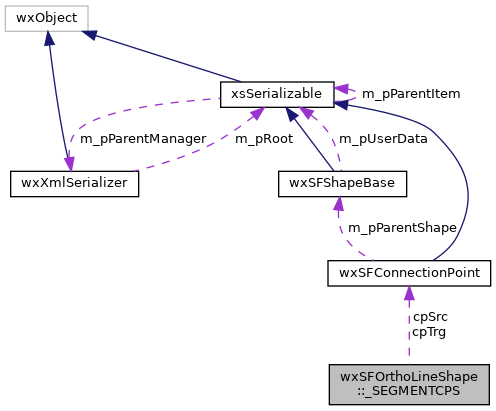 wxObject
xsSerializable
m_pParentItem
m_pParentManager
m_pRoot
m_pUserData
wxXmlSerializer
wxSFShapeBase
m_pParentShape
wxSFConnectionPoint
cpSrc
cpTrg
wxSFOrthoLineShape
::_SEGMENTCPS